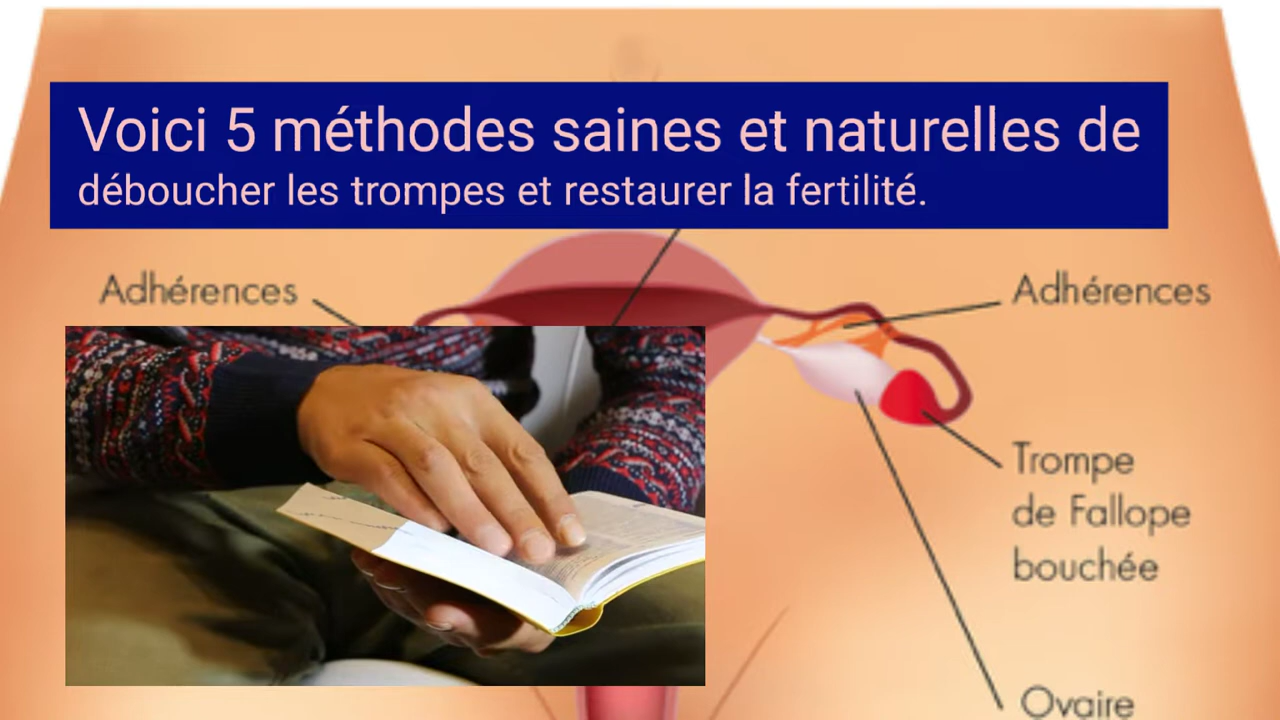 Voici 5 méthodes saines et naturelles de
déboucher les trompes et restaurer la fertilité.
Adhérences
Adhérences
Trompe
de Fallope
bouchée
Ovaire